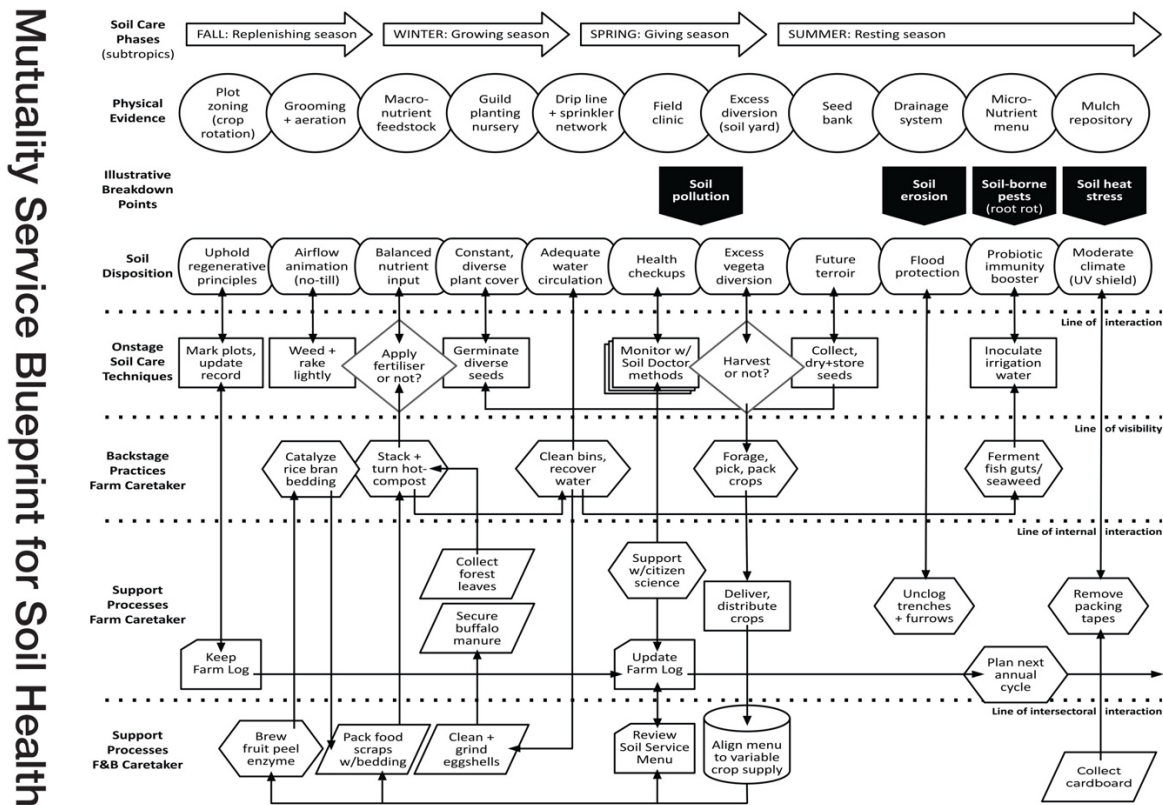 Mutuality Service Blueprint for Soil Health
Soil Care
Phases
(subtropics)
FALL: Replenishing season
WINTER: Growing season
SPRING: Giving season
SUMMER: Resting season
Physical
Evidence
Plot
zoning
(crop
rotation)
Grooming
+ aeration
Macro-
nutrient
feedstock
Guild
planting
nursery
Drip line
+ sprinkler
network
Field
clinic
Excess
diversion
(soil yard)
Seed
bank
Drainage
system
Micro-
Nutrient
menu
Mulch
repository
Illustrative
Breakdown
Points
Soil
pollution
Soil
erosion
Soil-borne
pests
(root rot)
Soil heat
stress
Soil
Disposition
Uphold
regenerative
principles
Airflow
animation
(no-till)
Balanced
nutrient
input
Constant,
diverse
plant cover
Adequate
water
circulation
Health
checkups
Excess
vegeta
diversion
Future
terroir
Flood
protection
Probiotic
immunity
booster
Moderate
climate
(UV shield)
Line of interaction
Onstage
Soil Care
Techniques
Mark plots,
update
record
Weed +
rake
lightly
Apply
fertiliser
or not?
Germinate
diverse
seeds
Monitor w/
Soil Doctor
methods
Harvest
or not?
Collect,
dry+store
seeds
Inoculate
irrigation
water
Line of visibility
Backstage
Practices
Farm Caretaker
Catalyze
rice bran
bedding
Stack +
turn hot-
compost
Clean bins,
recover
water
Forage,
pick, pack
crops
Ferment
fish guts/
seaweed
Line of internal interaction
Support
Processes
Farm Caretaker
Collect
forest
leaves
Secure
buffalo
manure
Keep
Farm Log
Support
w/citizen
science
Update
Farm Log
Deliver,
distribute
crops
Unclog
trenches
+ furrows
Plan next
annual
cycle
Remove
packing
tapes
Line of intersectoral interaction
Support
Processes
F&B Caretaker
Brew
fruit peel
enzyme
Pack food
scraps
w/bedding
Clean +
grind
eggshells
Review
Soil Service
Menu
Align menu
to variable
crop supply
Collect
cardboard